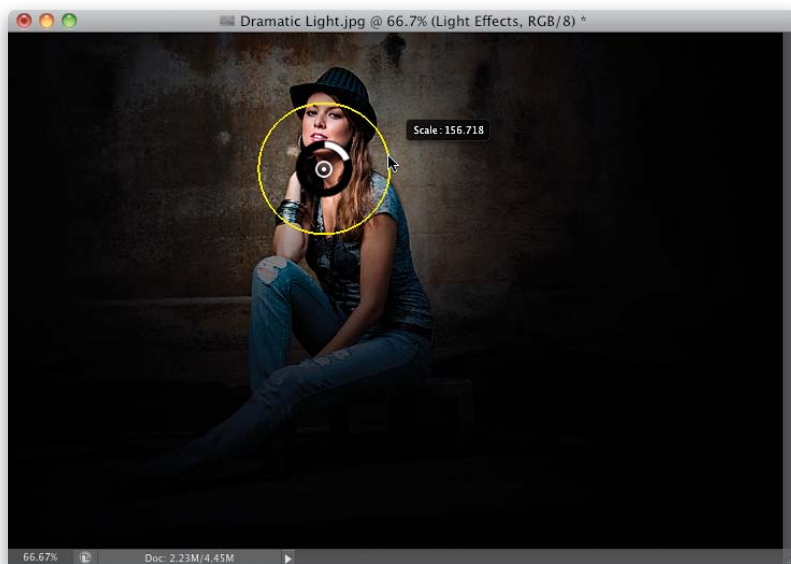 Dramatic Light.jpg @ 66.7% (Light Effects, RGB/8) *
Scale : 156.718
66.67%
Doc: 2.23M/4.45M